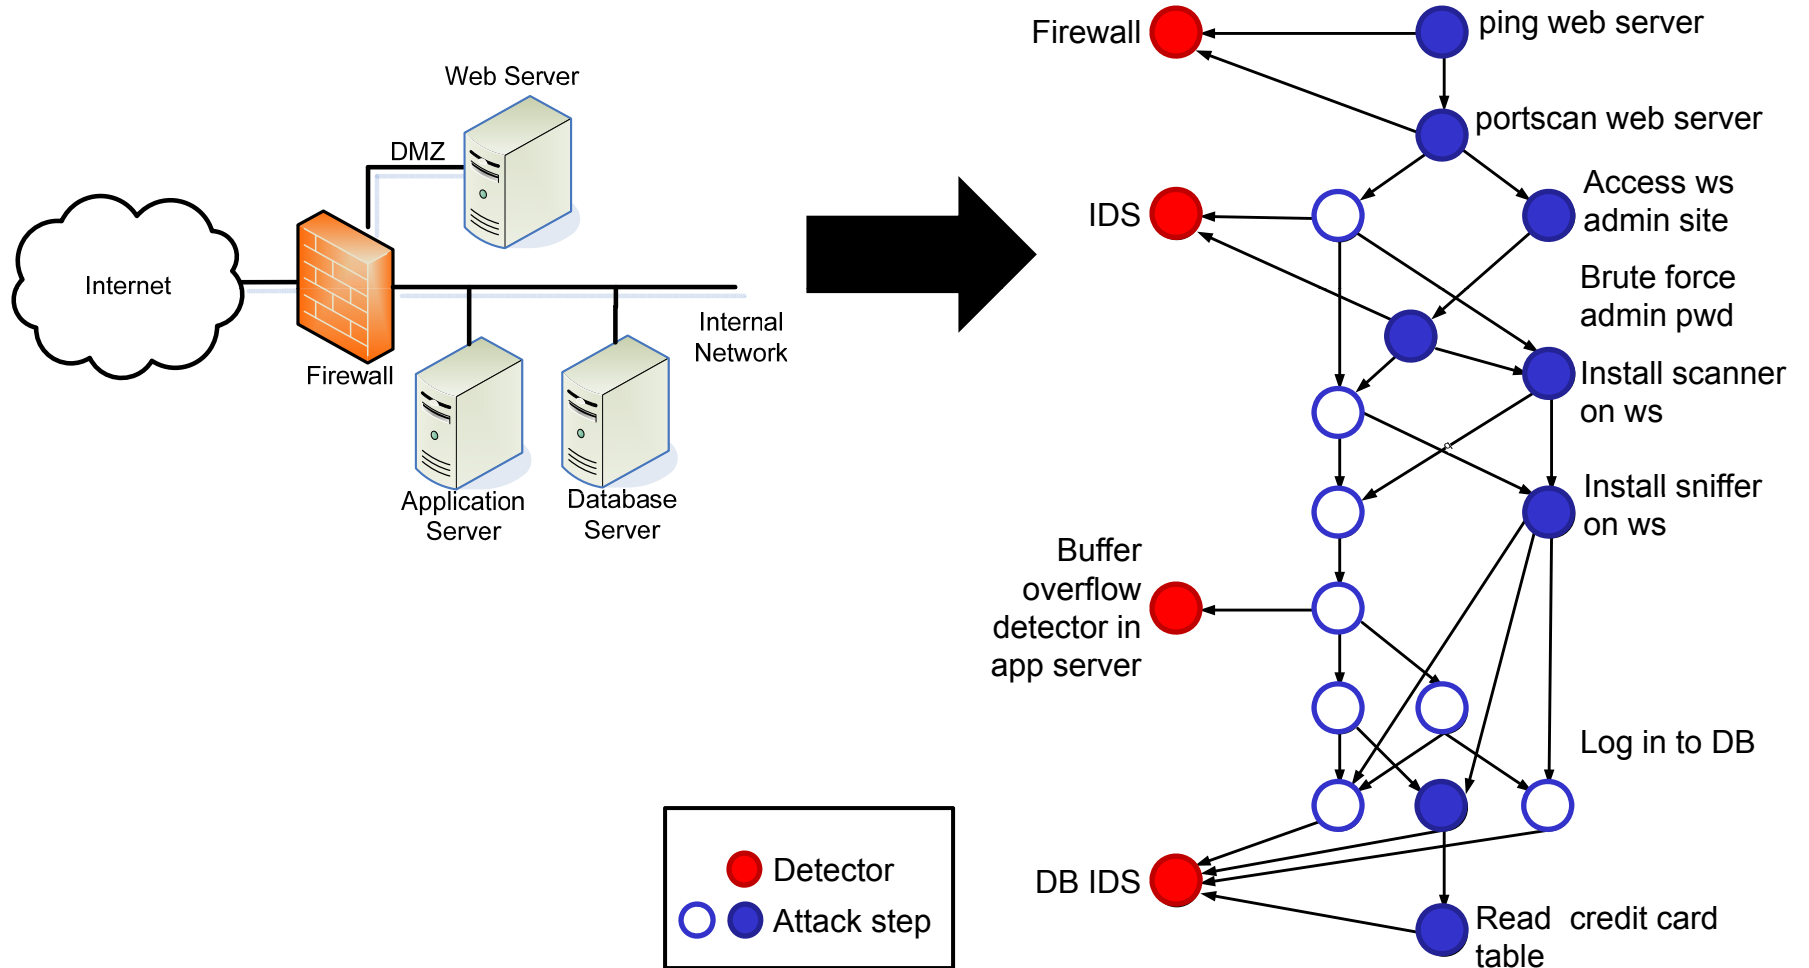 Web Server
DMZ
Internet
Firewall
Internal
Network
Application
Server
Database
Server
Firewall
ping web server
portscan web server
IDS
Access ws
admin site
Brute force
admin pwd
Install scanner
on ws
Install sniffer
on ws
Buffer
overflow
detector in
app server
Log in to DB
DB IDS
Read credit card
table
Detector
Attack step